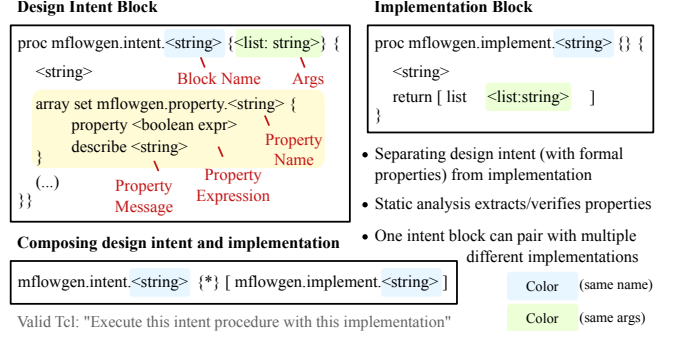 Design Intent Block
proc mflowgen.intent.<string> {<list: string>} {
<string>
Block Name
Args
array set mflowgen.property.<string> {
property <boolean expr>
describe <string>
}
Property
Name
(...)
Property
Message
Property
Expression
}}
Composing design intent and implementation
mflowgen.intent.<string> {*} [ mflowgen.implement.<string> ]
Valid Tcl: "Execute this intent procedure with this implementation"
Implementation Block
proc mflowgen.implement.<string> {} {
<string>
return [ list <list:string> ]
}
• Separating design intent (with formal
properties) from implementation
• Static analysis extracts/verifies properties
• One intent block can pair with multiple
different implementations
Color (same name)
Color (same args)